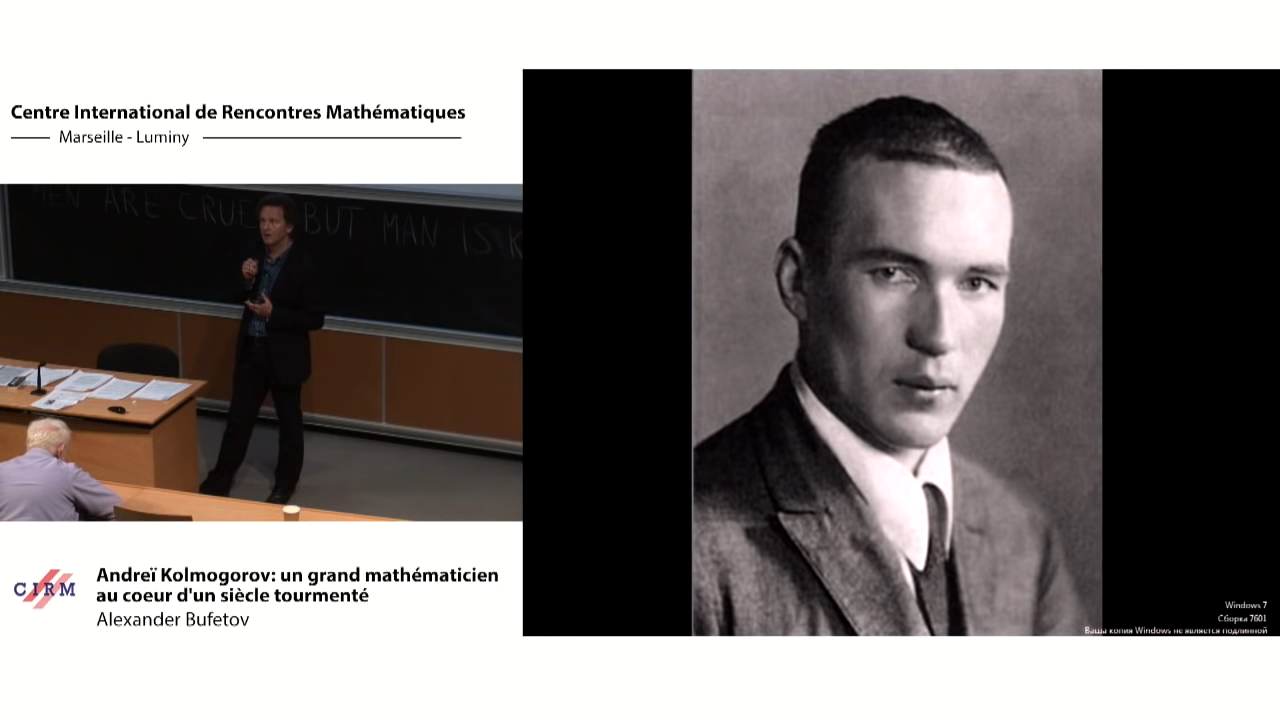 Centre International de Rencontres Mathématiques
Marseille - Luminy
MEN ARE CRUE BUT MAN IS K
CIRM
Andreï Kolmogorov: un grand mathématicien
au coeur d'un siècle tourmenté
Alexander Bufetov
Windows 7
Сборка 7601
Ваша копия Windows не является подлинной